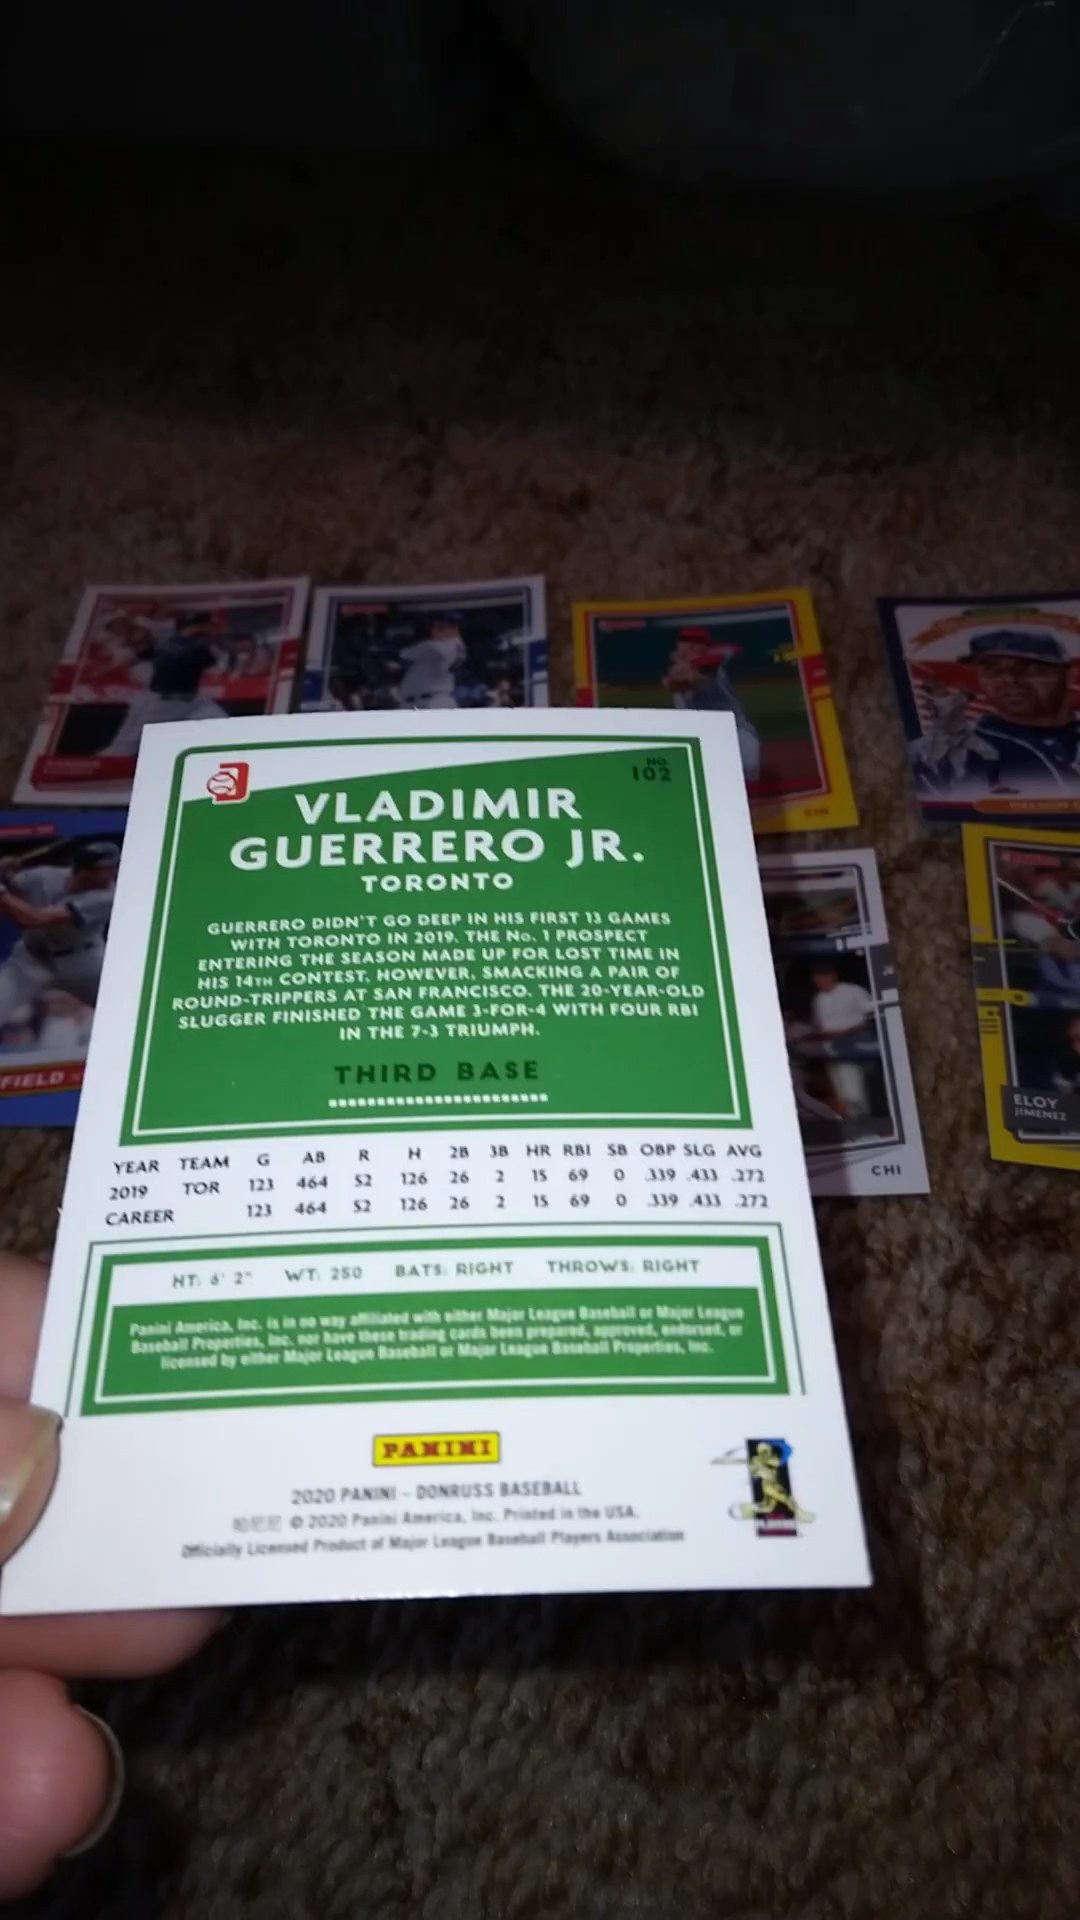 NO
102
VLADIMIR
GUERRERO JR.
TORONTO
GUERRERO DIDN'T GO DEEP IN HIS FIRST 13 GAMES
WITH TORONTO IN 2019. THE No. 1 PROSPECT
ENTERING THE SEASON MADE UP FOR LOST TIME IN
HIS 14TH CONTEST, HOWEVER, SMACKING A PAIR OF
ROUND-TRIPPERS AT SAN FRANCISCO. THE 20-YEAR-OLD
SLUGGER FINISHED THE GAME 3-FOR-4 WITH FOUR RBI
IN THE 7-3 TRIUMPH.
THIRD BASE
YEAR TEAM G AB R H 2B 3B HR RBI SB OBP SLG AVG
2019 TOR 123 464 52 126 26 2 15 69 0 .339 .433 .272
CAREER 123 464 52 126 26 2 15 69 0 .339 .433 .272
HT: 6' 2" WT: 250 BATS: RIGHT THROWS: RIGHT
Panini America, Inc. is in no way affiliated with either Major League Baseball or Major League
Baseball Properties, Inc. nor have these trading cards been prepared, approved, endorsed, or
licensed by either Major League Baseball or Major League Baseball Properties, Inc.
PANINI
2020 PANINI – DONRUSS BASEBALL
帕尼尼 © 2020 Panini America, Inc. Printed in the USA.
Officially Licensed Product of Major League Baseball Players Association
FIELD
CHI
ELOY
JIMENEZ